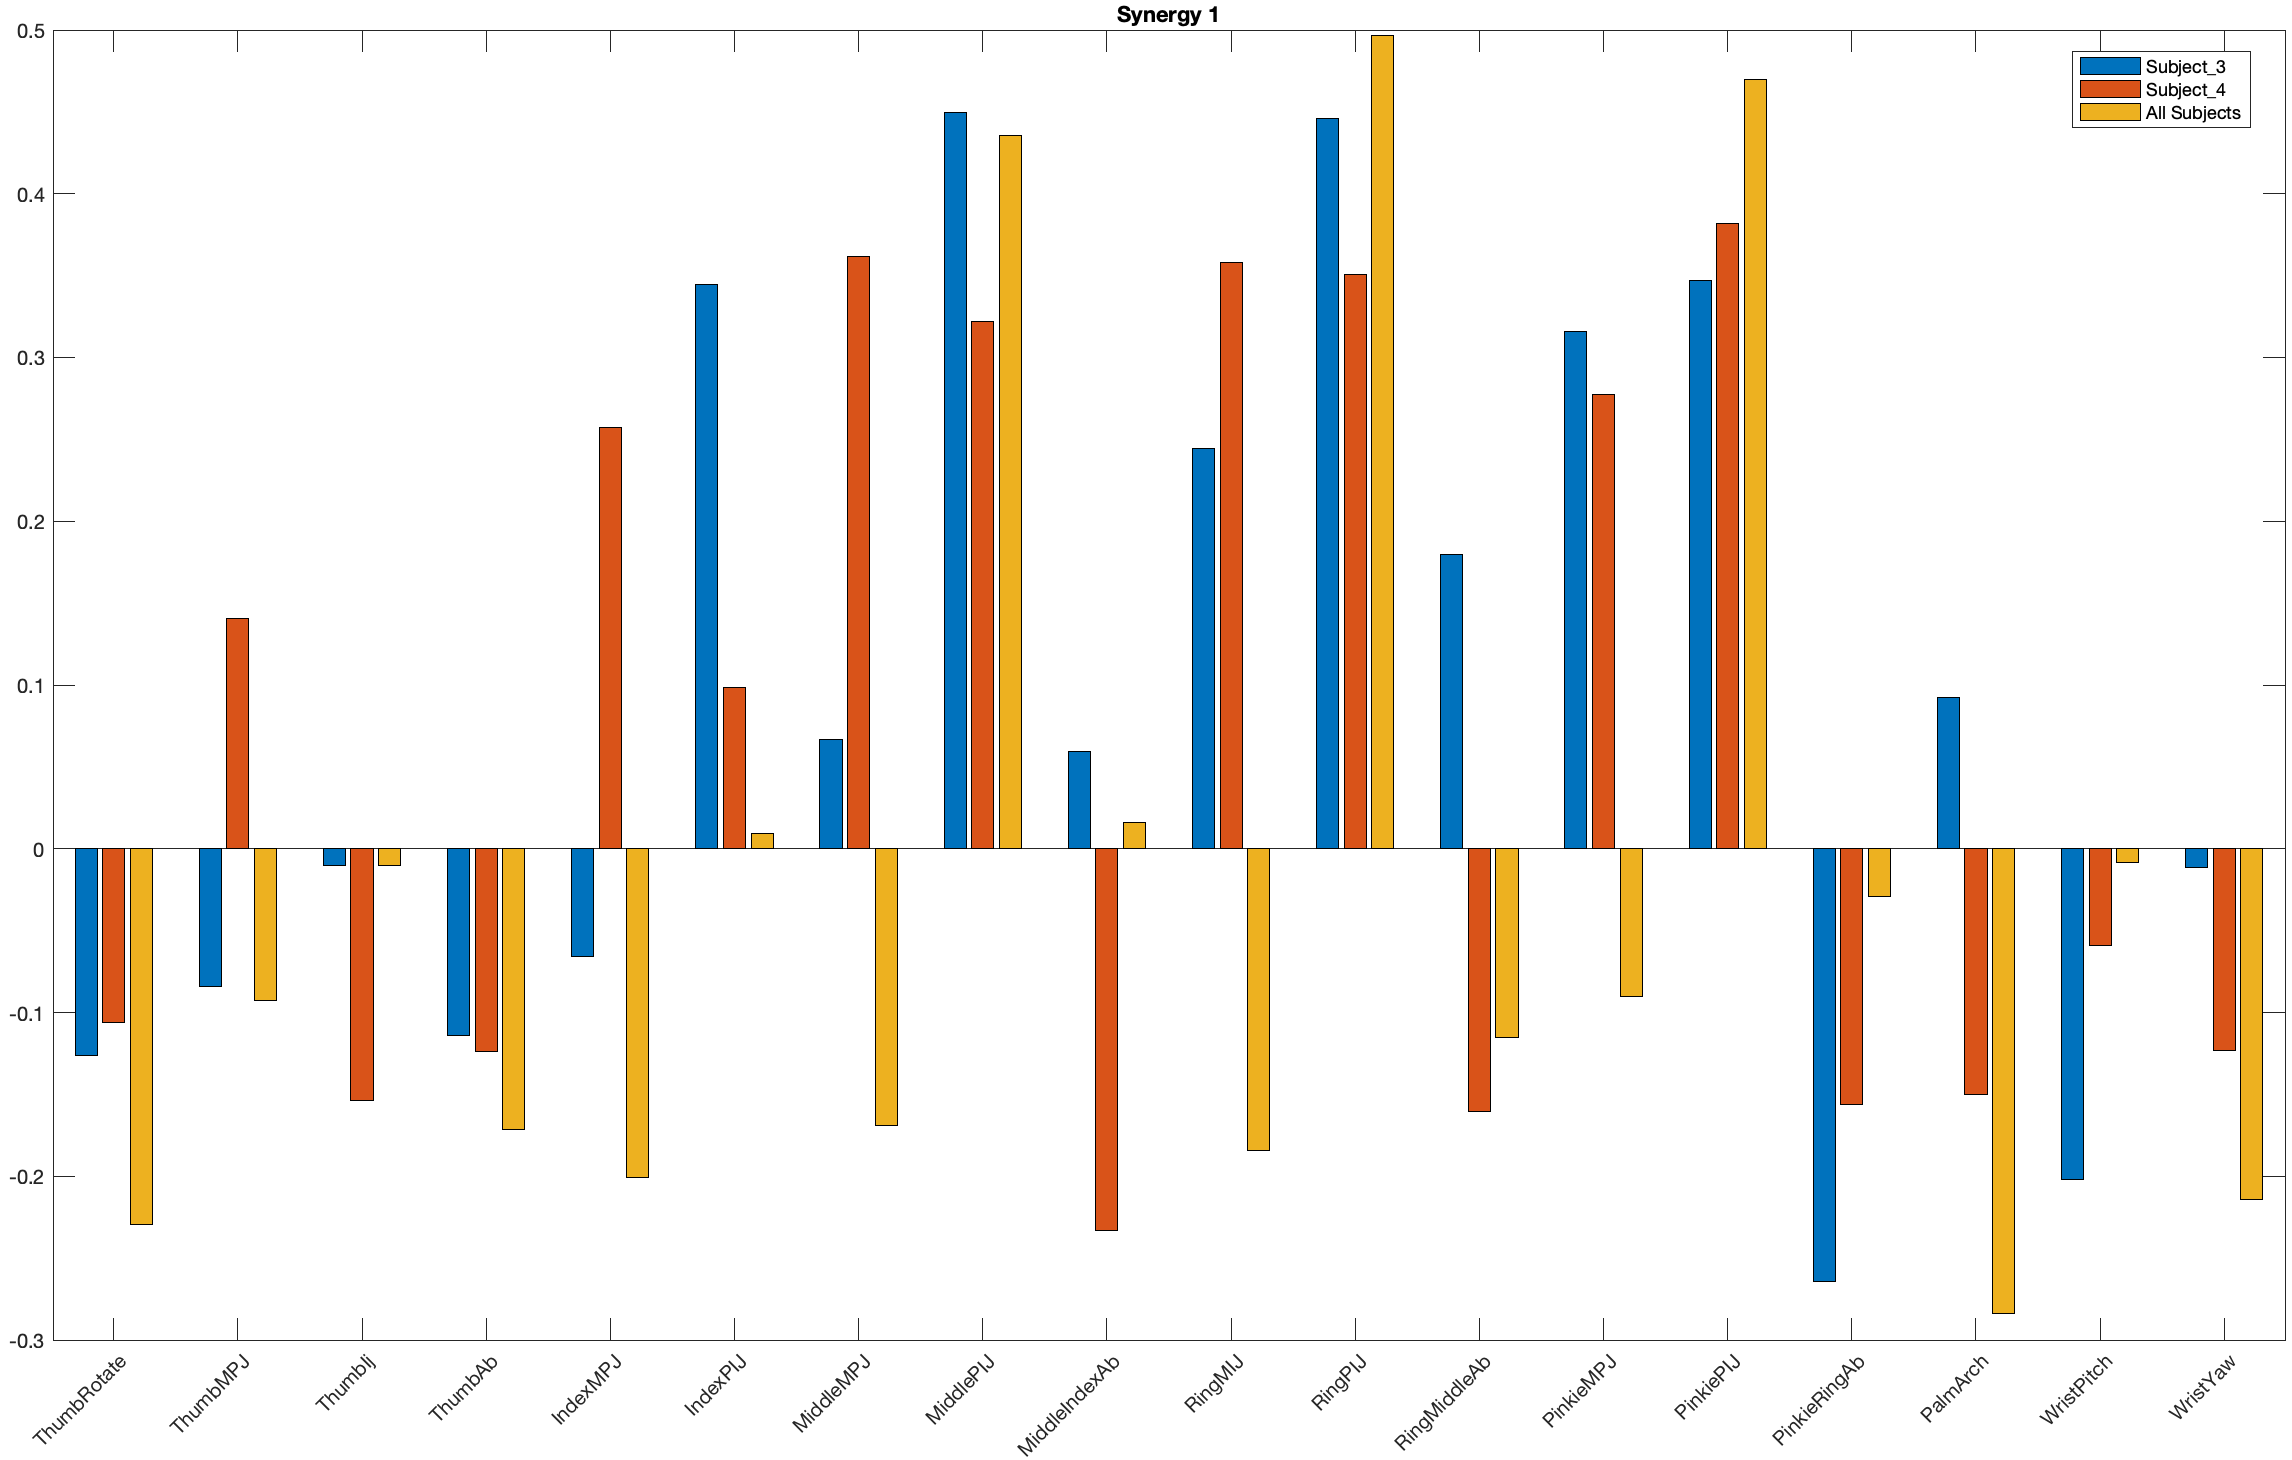 Synergy 1
0.5
0.4
0.3
0.2
0.1
0
-0.1
-0.2
-0.3
Subject_3
Subject_4
All Subjects
ThumbRotate
ThumbMPJ
ThumbIj
ThumbAb
IndexMPJ
IndexPIJ
MiddleMPJ
MiddlePIJ
MiddleIndexAb
RingMIJ
RingPIJ
RingMiddleAb
PinkieMPJ
PinkiePIJ
PinkieRingAb
PalmArch
WristPitch
WristYaw